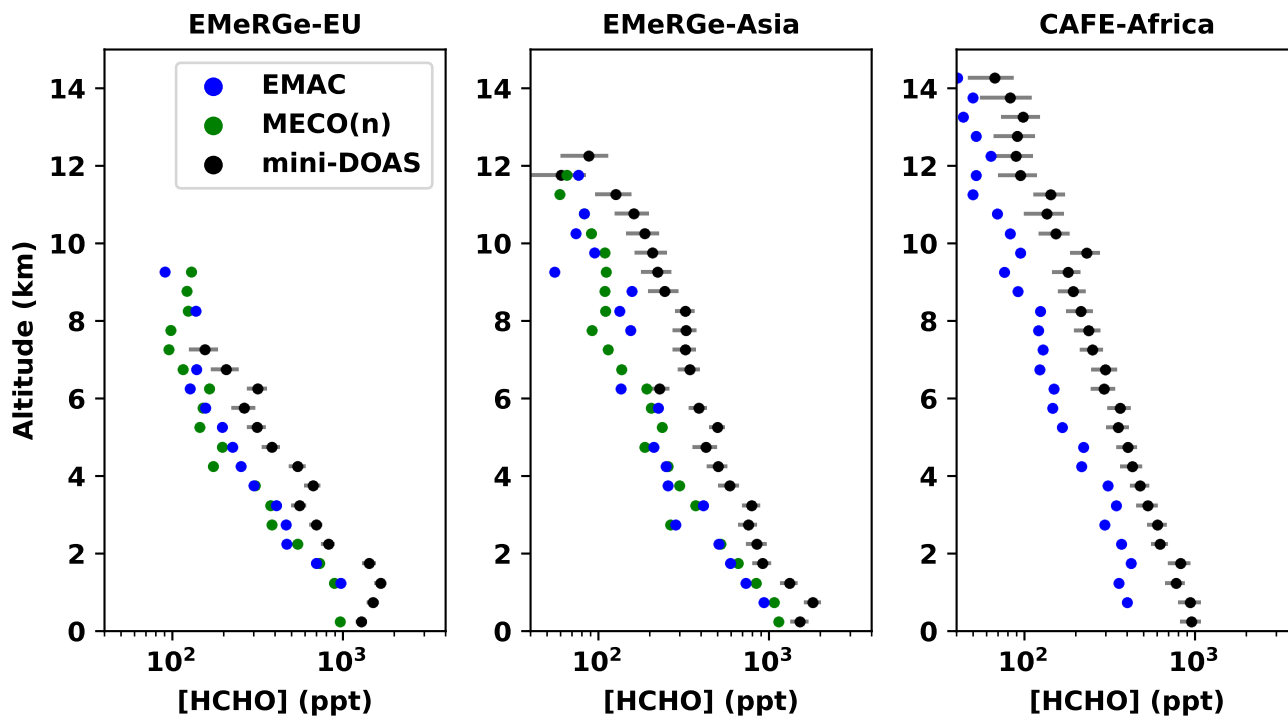 EMeRGe-EU EMeRGe-Asia CAFE-Africa
EMAC
MECO(n)
mini-DOAS
Altitude (km)
14 12 10 8 6 4 2 0
14 12 10 8 6 4 2 0
14 12 10 8 6 4 2 0
10² 10³ 10² 10³ 10² 10³
[HCHO] (ppt) [HCHO] (ppt) [HCHO] (ppt)